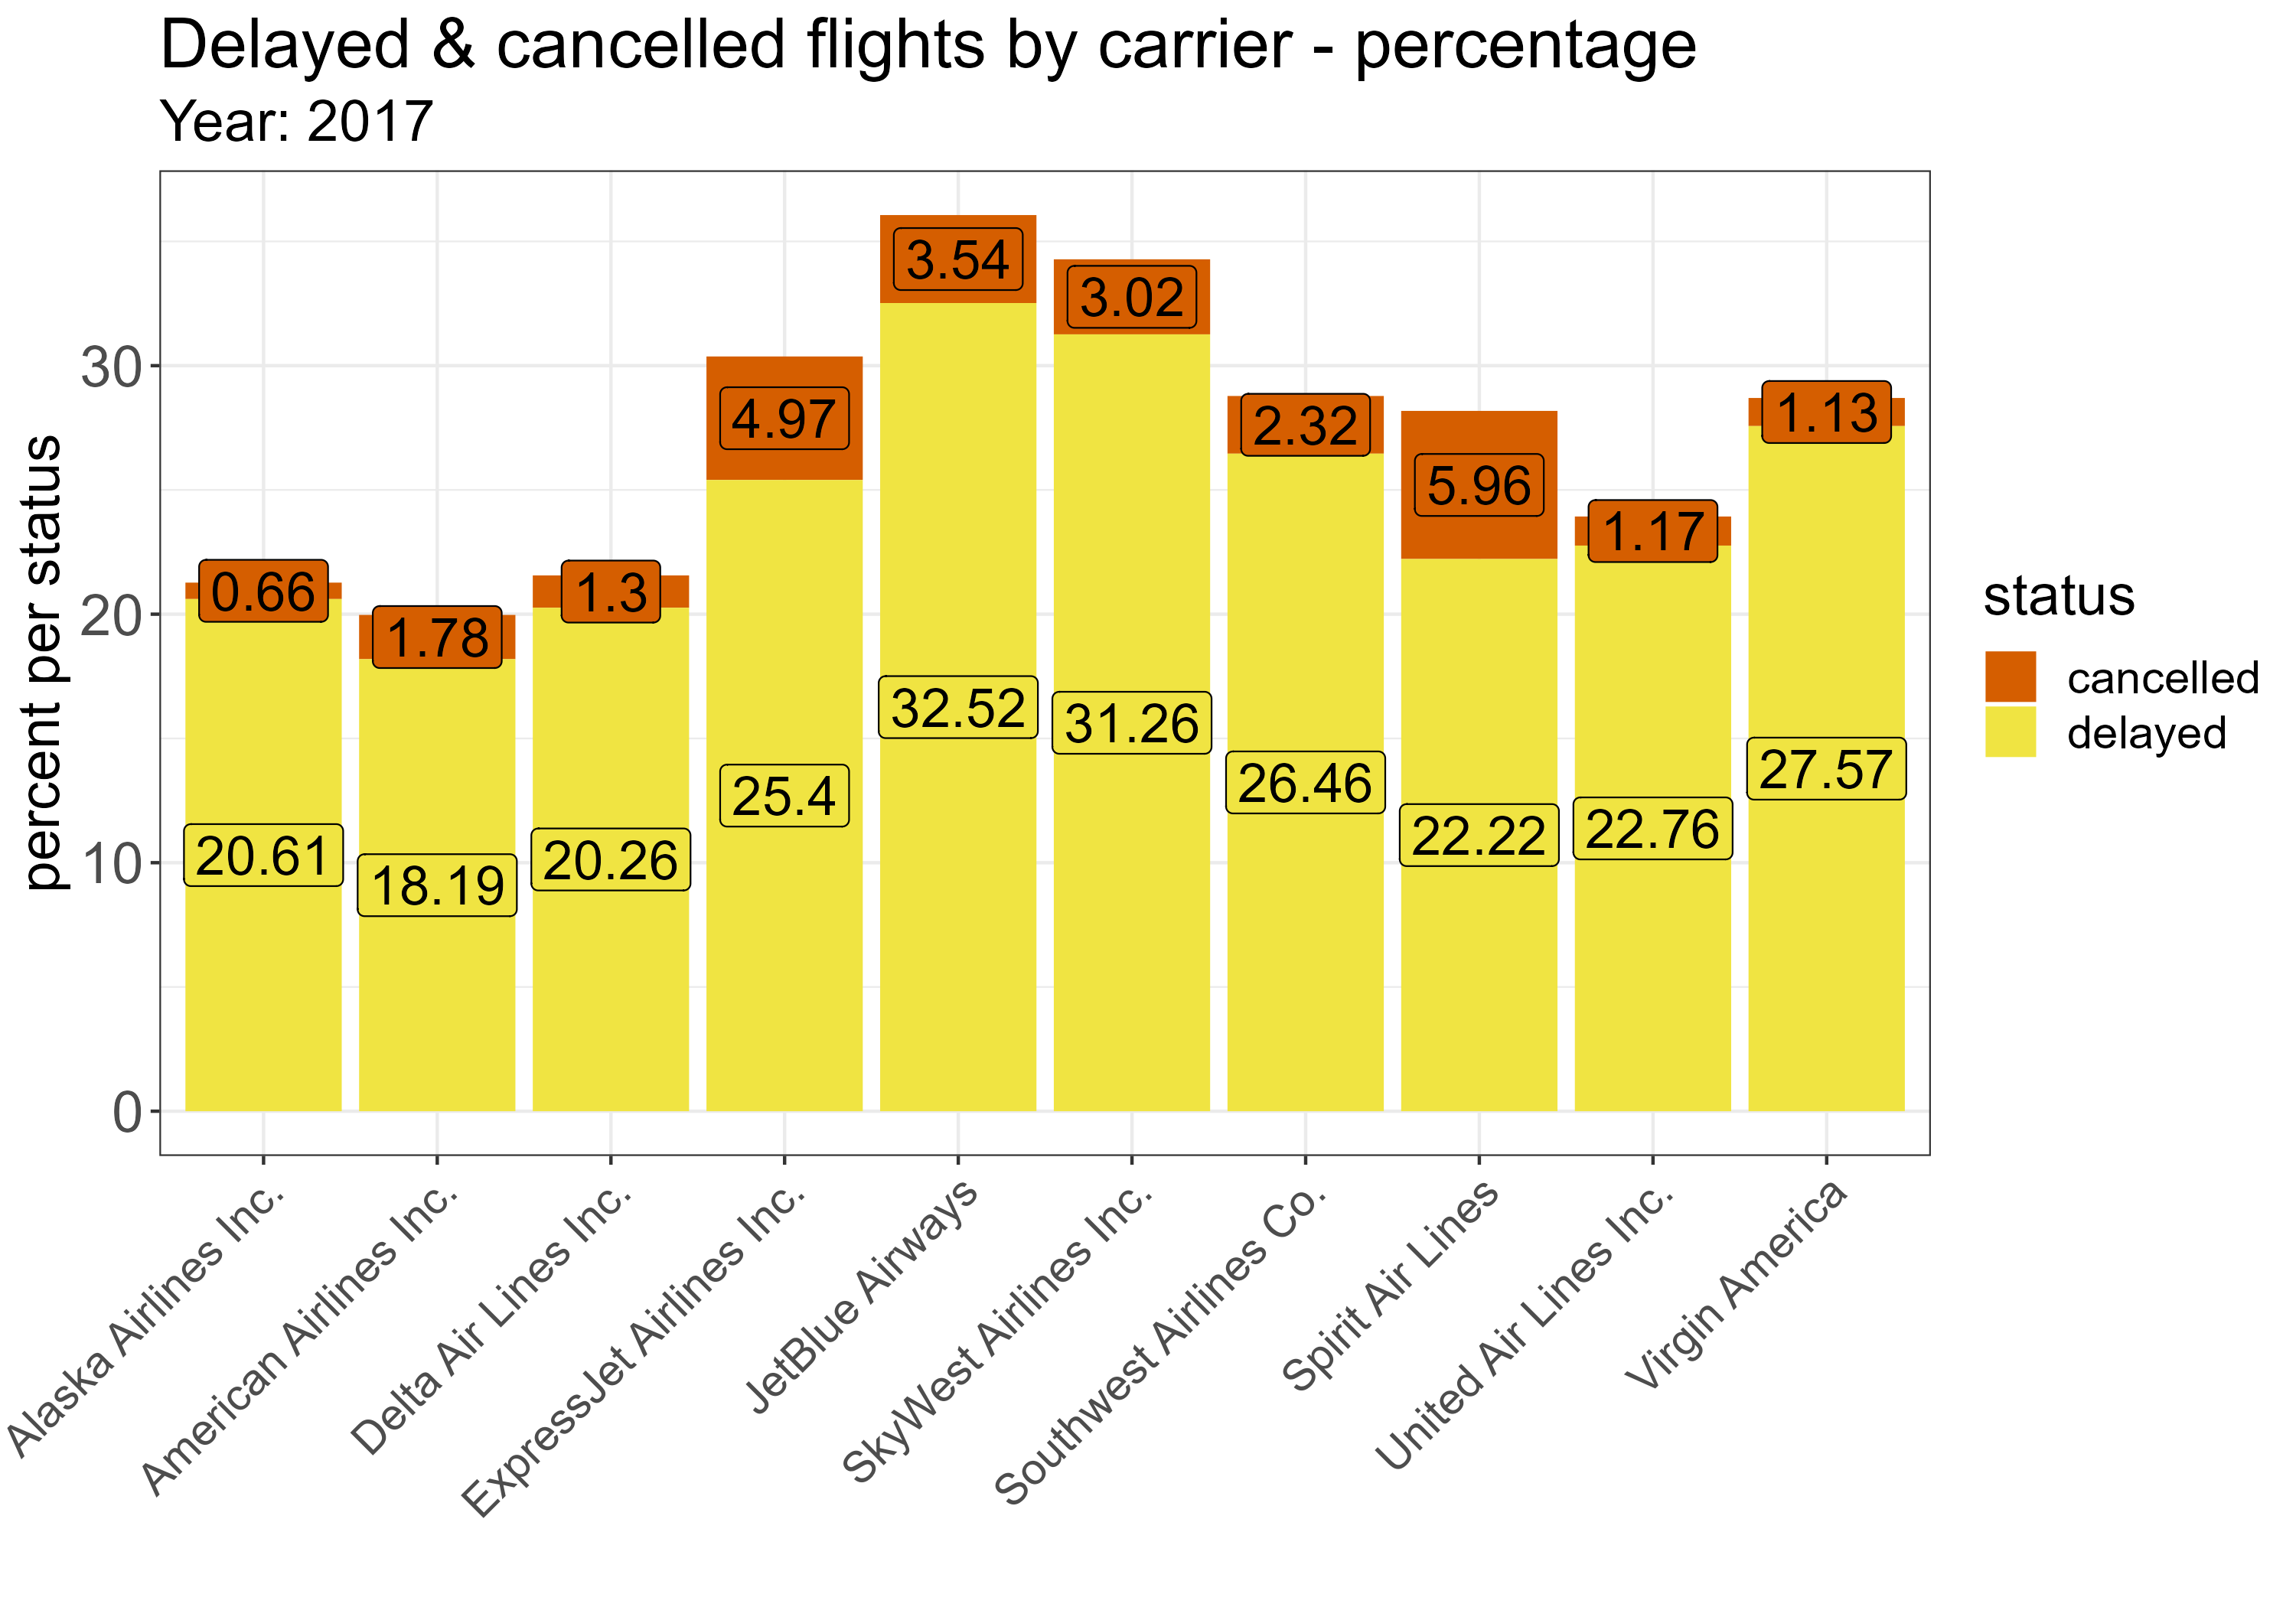 Delayed & cancelled flights by carrier - percentage
Year: 2017
percent per status
30
20
10
0
3.54
3.02
4.97
2.32
1.13
5.96
1.17
0.66
1.3
1.78
32.52
31.26
27.57
26.46
25.4
22.76
22.22
20.61
20.26
18.19
status
cancelled
delayed
Alaska Airlines Inc.
American Airlines Inc.
Delta Air Lines Inc.
ExpressJet Airlines Inc.
JetBlue Airways
SkyWest Airlines Inc.
Southwest Airlines Co.
Spirit Air Lines
United Air Lines Inc.
Virgin America